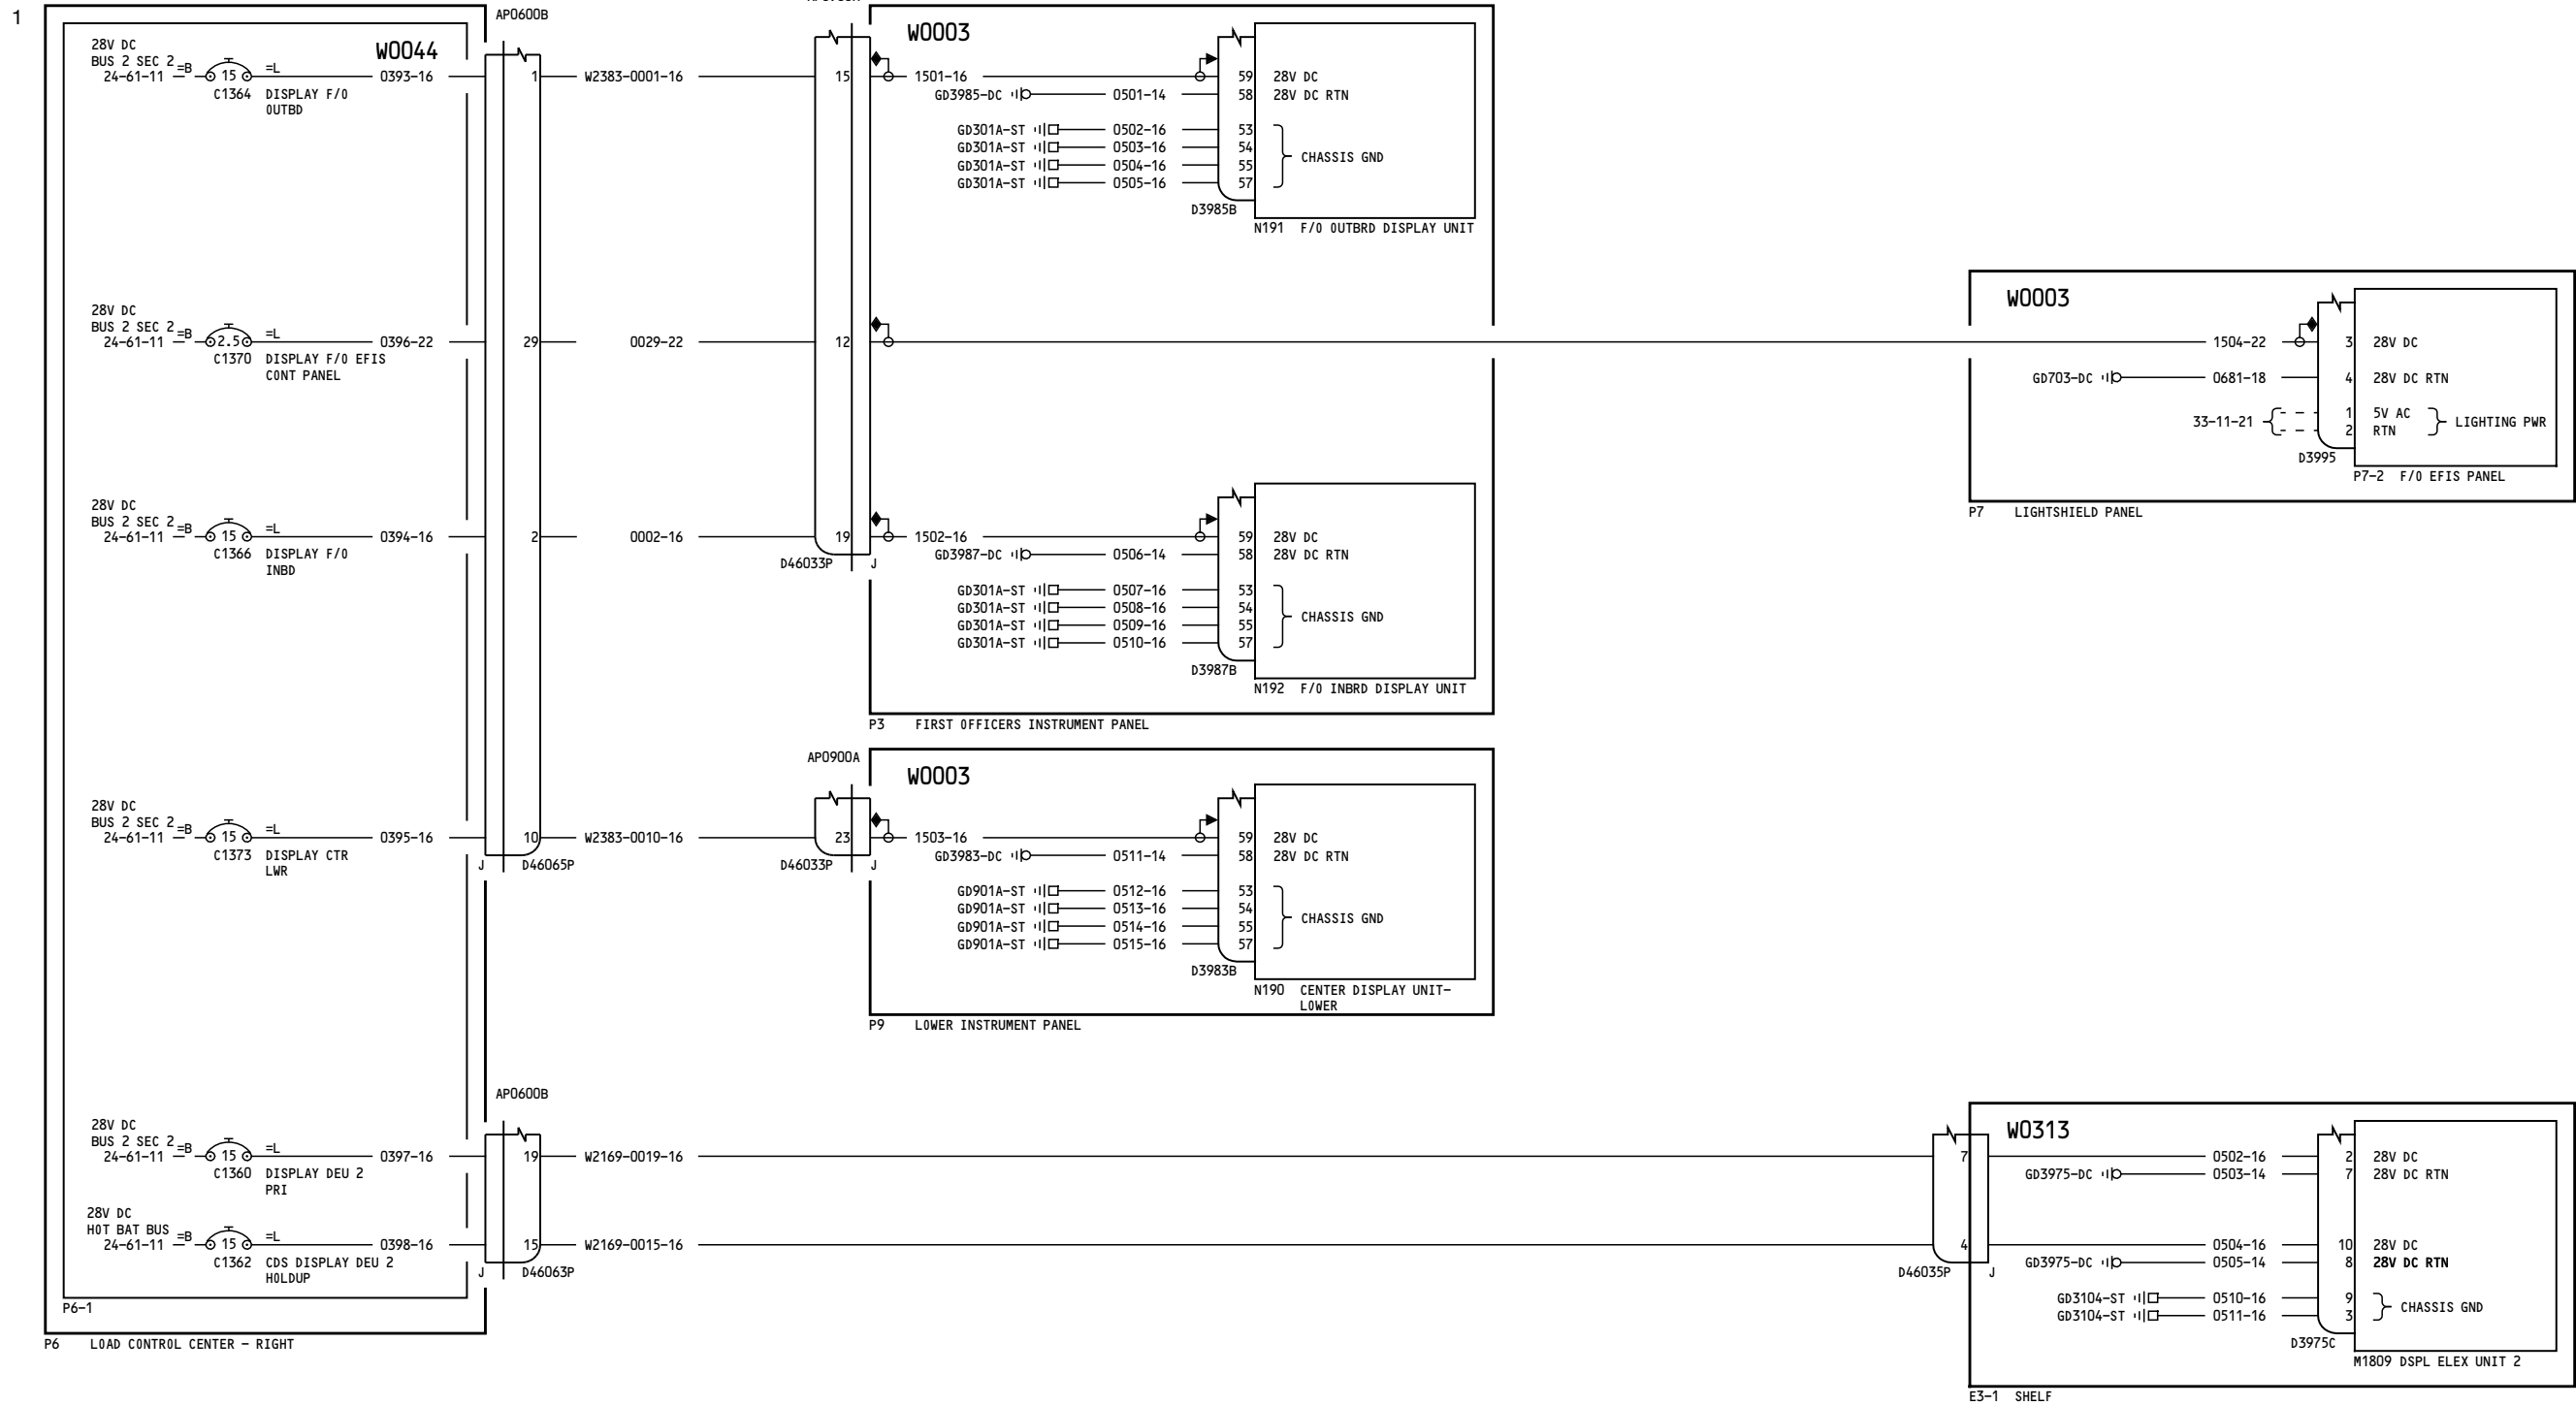 1
AP0600B
W0044
28V DC
BUS 2 SEC 2
24-61-11
=B
15
=L
0393-16
C1364
DISPLAY F/O
OUTBD
1
W2383-0001-16
15
W0003
1501-16
59
28V DC
GD3985-DC
0501-14
58
28V DC RTN
GD301A-ST
0502-16
53
GD301A-ST
0503-16
54
CHASSIS GND
GD301A-ST
0504-16
55
GD301A-ST
0505-16
57
D3985B
N191
F/O OUTBRD DISPLAY UNIT
28V DC
BUS 2 SEC 2
24-61-11
=B
2.5
=L
0396-22
C1370
DISPLAY F/O EFIS
CONT PANEL
29
0029-22
12
W0003
1504-22
3
28V DC
GD703-DC
0681-18
4
28V DC RTN
33-11-21
1
5V AC
2
RTN
LIGHTING PWR
D3995
P7-2
F/O EFIS PANEL
P7
LIGHTSHIELD PANEL
28V DC
BUS 2 SEC 2
24-61-11
=B
15
=L
0394-16
C1366
DISPLAY F/O
INBD
2
0002-16
19
D46033P
J
1502-16
59
28V DC
GD3987-DC
0506-14
58
28V DC RTN
GD301A-ST
0507-16
53
GD301A-ST
0508-16
54
CHASSIS GND
GD301A-ST
0509-16
55
GD301A-ST
0510-16
57
D3987B
N192
F/O INBRD DISPLAY UNIT
P3
FIRST OFFICERS INSTRUMENT PANEL
AP0900A
W0003
28V DC
BUS 2 SEC 2
24-61-11
=B
15
=L
0395-16
C1373
DISPLAY CTR
LWR
10
J
D46065P
W2383-0010-16
23
D46033P
J
1503-16
59
28V DC
GD3983-DC
0511-14
58
28V DC RTN
GD901A-ST
0512-16
53
GD901A-ST
0513-16
54
CHASSIS GND
GD901A-ST
0514-16
55
GD901A-ST
0515-16
57
D3983B
N190
CENTER DISPLAY UNIT-
LOWER
P9
LOWER INSTRUMENT PANEL
AP0600B
28V DC
BUS 2 SEC 2
24-61-11
=B
15
=L
0397-16
C1360
DISPLAY DEU 2
PRI
19
W2169-0019-16
7
W0313
0502-16
2
28V DC
GD3975-DC
0503-14
7
28V DC RTN
28V DC
HOT BAT BUS
24-61-11
=B
15
=L
0398-16
C1362
CDS DISPLAY DEU 2
HOLDUP
15
J
D46063P
W2169-0015-16
4
D46035P
J
0504-16
10
28V DC
GD3975-DC
0505-14
8
28V DC RTN
GD3104-ST
0510-16
9
CHASSIS GND
GD3104-ST
0511-16
3
D3975C
M1809 DSPL ELEX UNIT 2
E3-1
SHELF
P6-1
P6
LOAD CONTROL CENTER - RIGHT